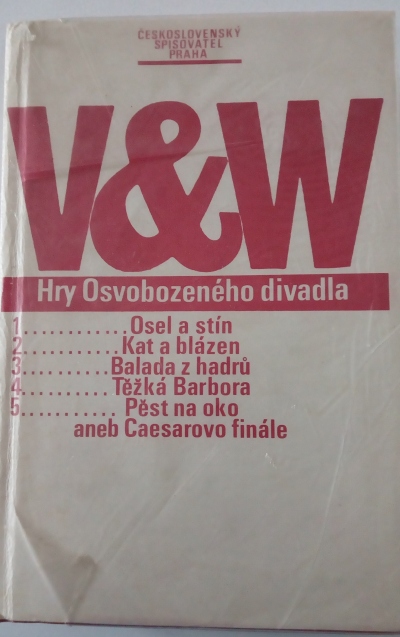 ČESKOSLOVENSKÝ
SPISOVATEL
PRAHA
V&W
Hry Osvobozeného divadla
1............Osel a stín
2...........Kat a blázen
3..........Balada z hadrů
4..........Těžká Barbora
5........... Pěst na oko
aneb Caesarovo finále